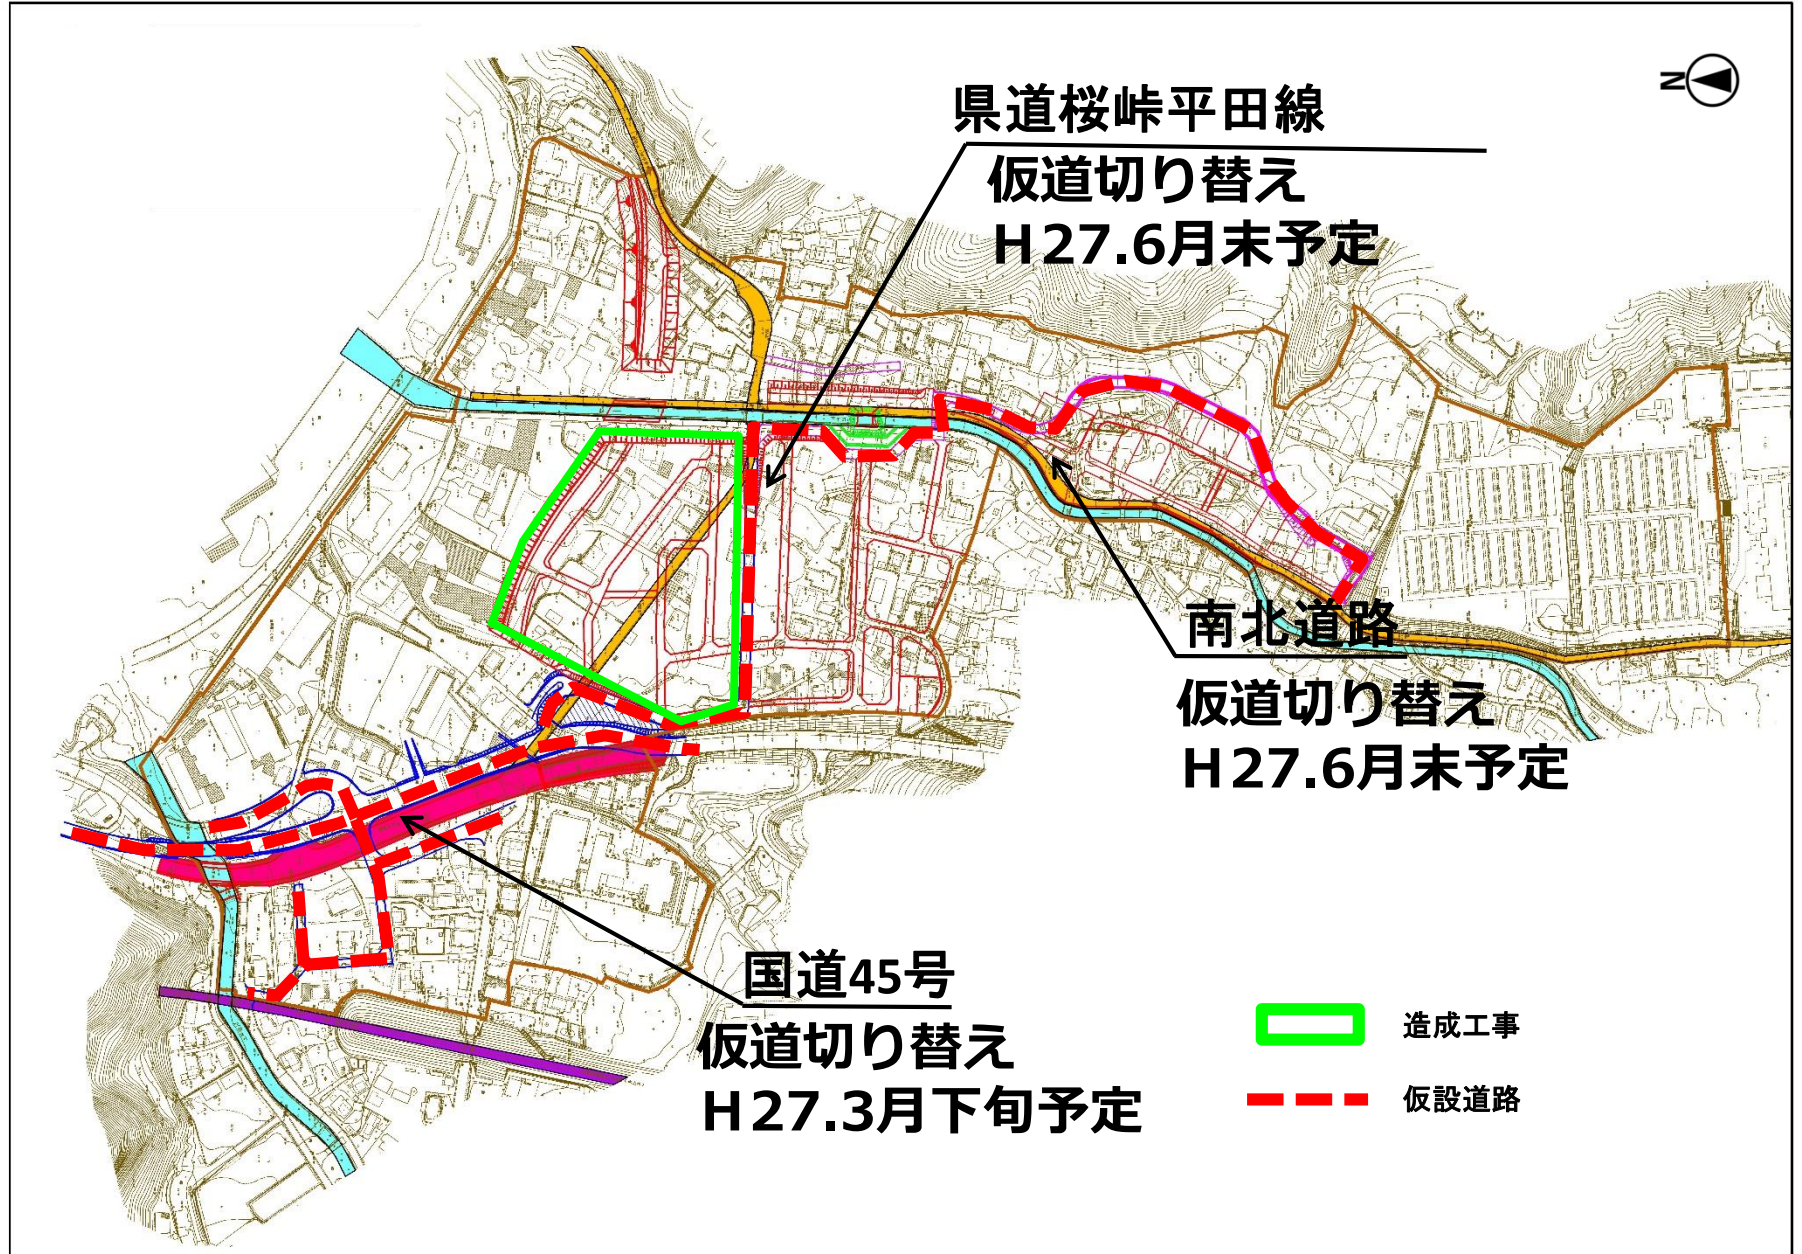 N
県道桜峠平田線
仮道切り替え
H27.6月末予定
南北道路
仮道切り替え
H27.6月末予定
国道45号
仮道切り替え
H27.3月下旬予定
造成工事
仮設道路